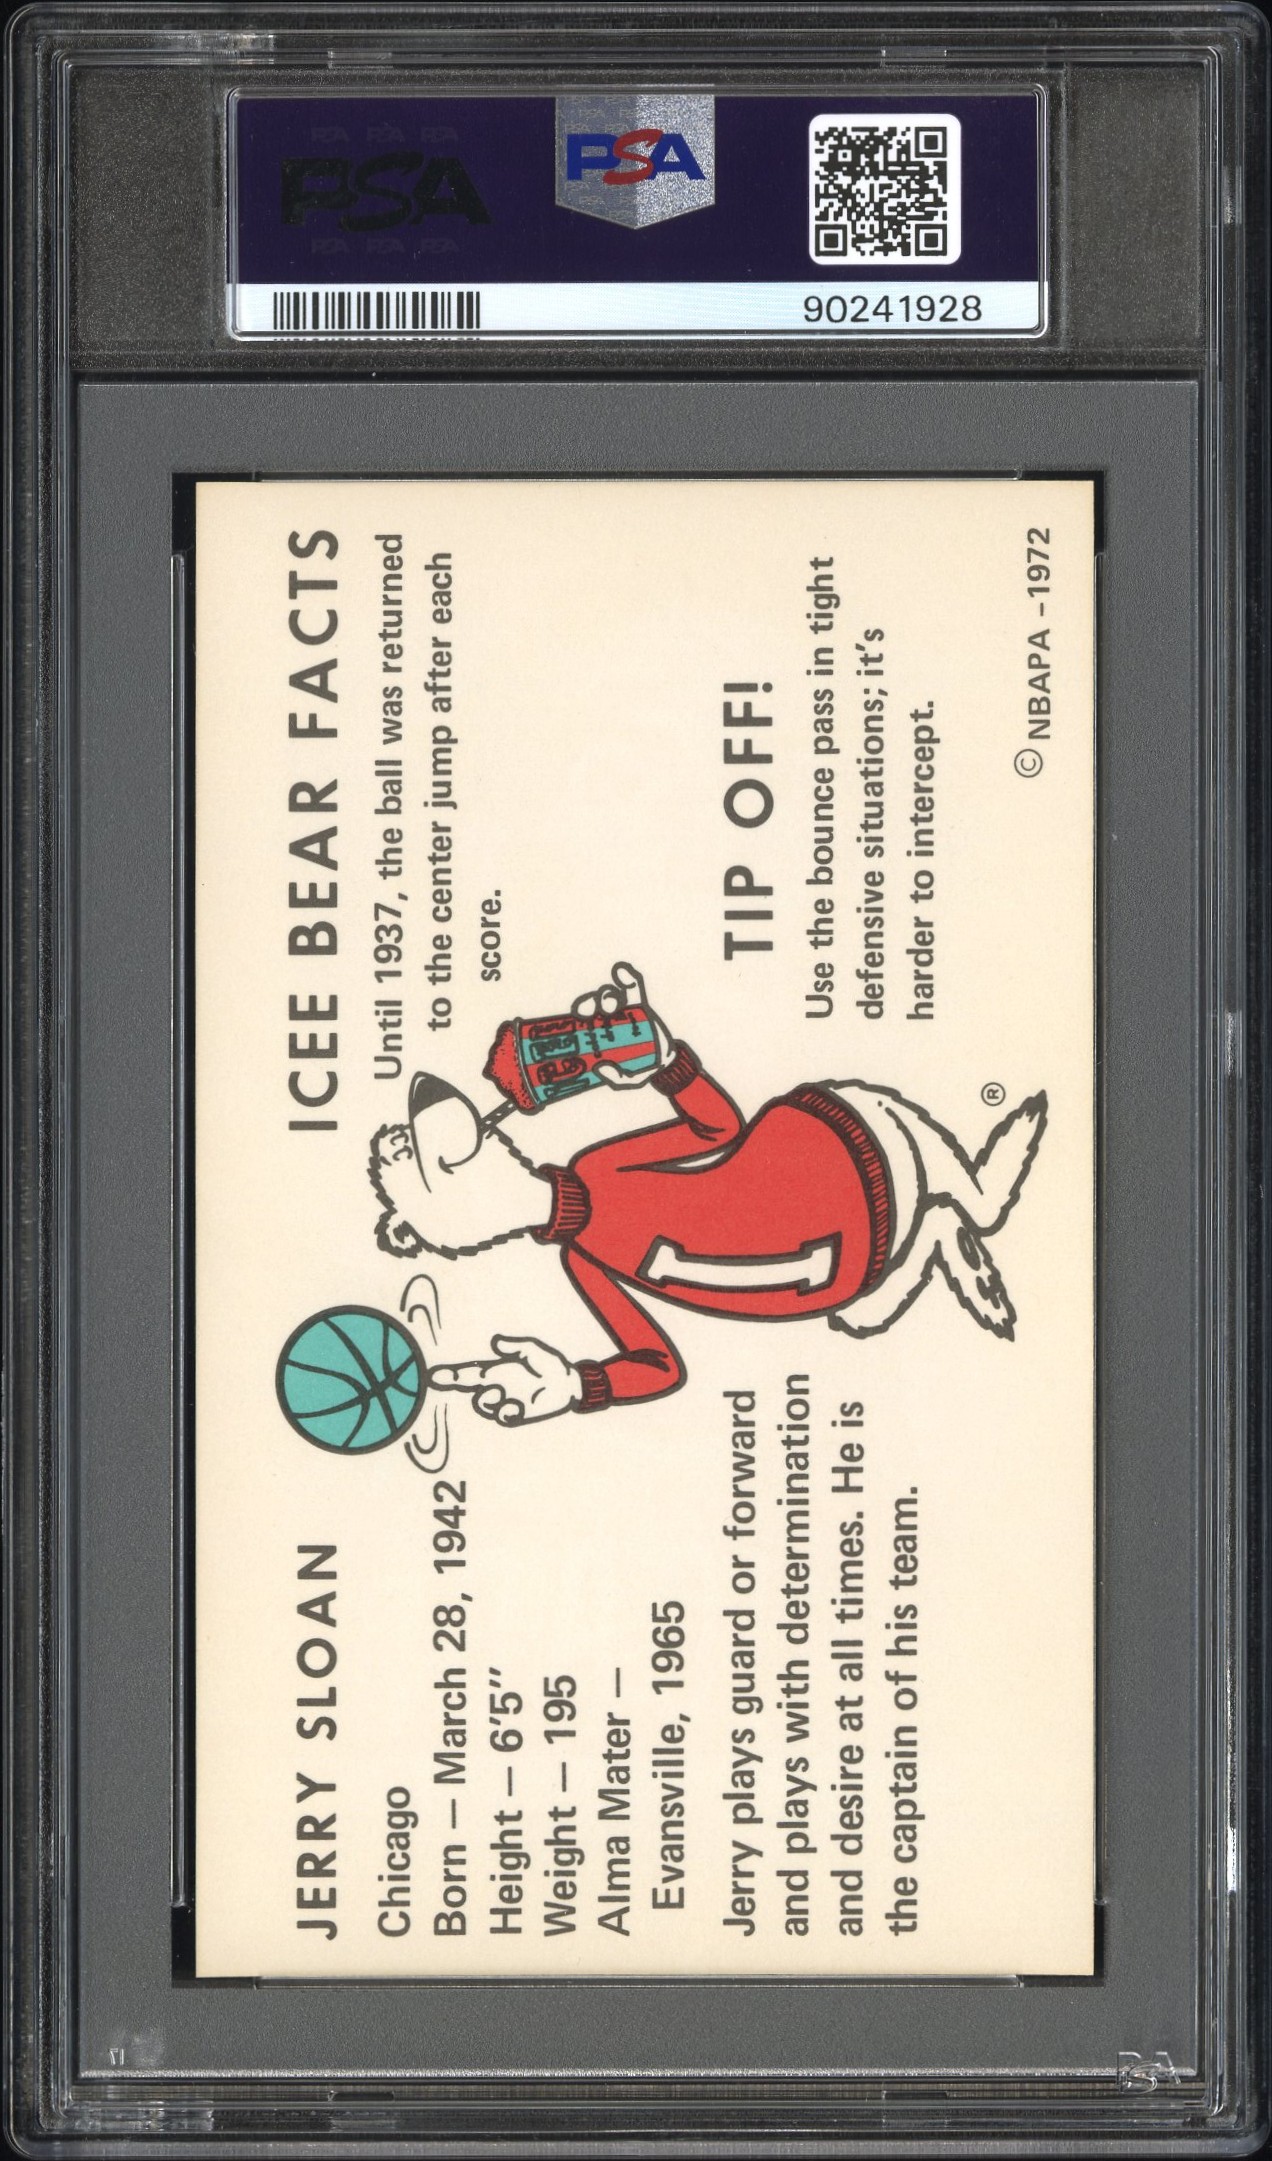 PSA
PSA
90241928
JERRY SLOAN
Chicago
Born — March 28, 1942
Height — 6'5"
Weight — 195
Alma Mater —
Evansville, 1965
Jerry plays guard or forward
and plays with determination
and desire at all times. He is
the captain of his team.
ICEE BEAR FACTS
Until 1937, the ball was returned
to the center jump after each
score.
TIP OFF!
Use the bounce pass in tight
defensive situations; it's
harder to intercept.
®
© NBAPA – 1972
PSA